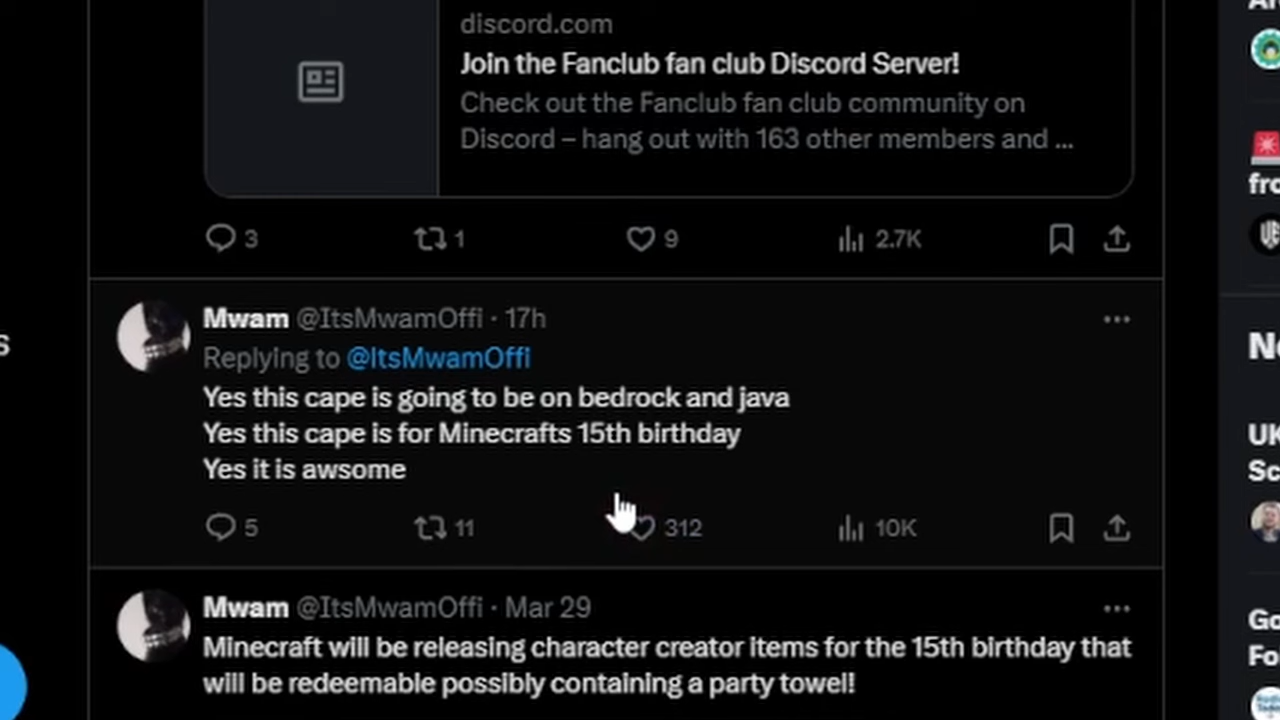 discord.com
Join the Fanclub fan club Discord Server!
Check out the Fanclub fan club community on
Discord – hang out with 163 other members and ...
3 1 9 2.7K
Mwam @ItsMwamOffi · 17h
Replying to @ItsMwamOffi
Yes this cape is going to be on bedrock and java
Yes this cape is for Minecrafts 15th birthday
Yes it is awsome
5 11 312 10K
Mwam @ItsMwamOffi · Mar 29
Minecraft will be releasing character creator items for the 15th birthday that
will be redeemable possibly containing a party towel!
UK